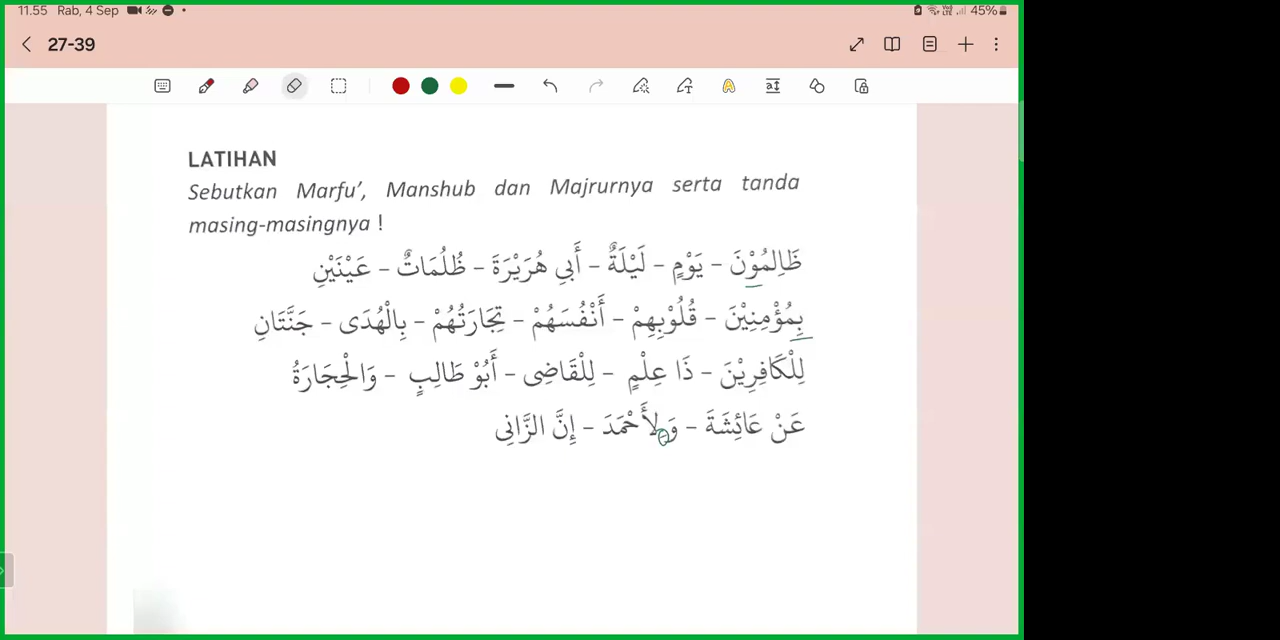 11.55 Rab, 4 Sep 45%
27-39
LATIHAN
Sebutkan Marfu', Manshub dan Majrurnya serta tanda
masing-masingnya !
ظَالِمُوْنَ – يَوْمٍ – لَيْلَةٌ – أَبِي هُرَيْرَةَ – ظُلُمَاتٌ – عَيْنَيْنِ
بِمُؤْمِنِيْنَ – قُلُوْبِهِمْ – أَنْفُسَهُمْ – تِجَارَتُهُمْ – بِالْهُدَى – جَنَّتَانِ
لِلْكَافِرِيْنَ – ذَا عِلْمٍ – لِلْقَاضِى – أَبُوْ طَالِبٍ – وَالْحِجَارَةُ
عَنْ عَائِشَةَ – وَلِأَحْمَدَ – إِنَّ الزَّانِى